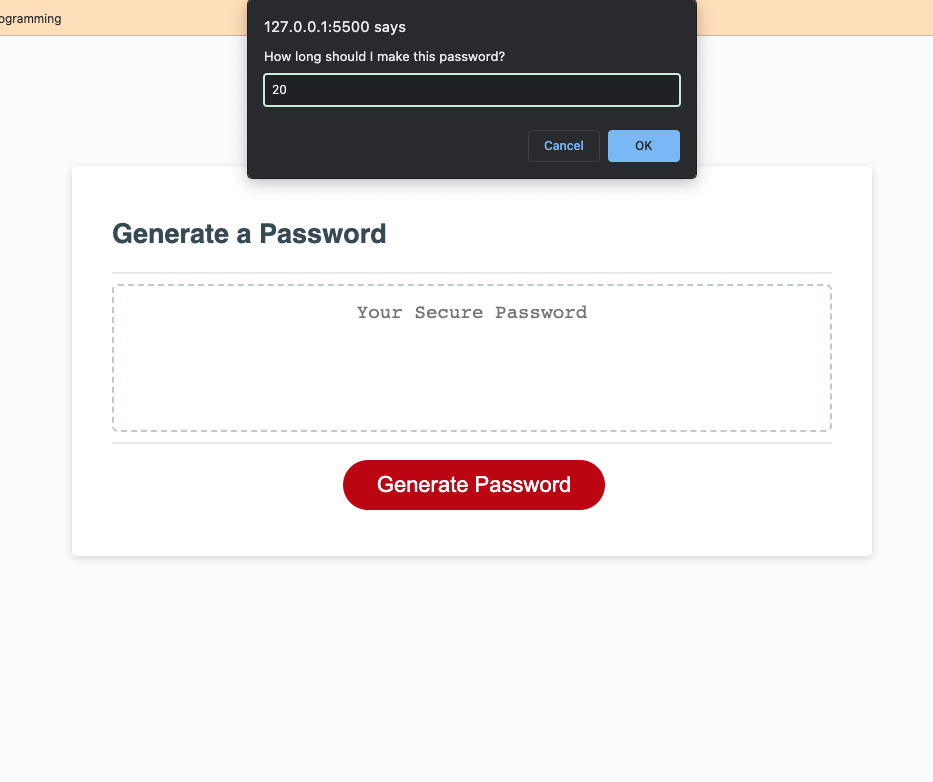 ogramming
127.0.0.1:5500 says
How long should I make this password?
20
Cancel
OK
Generate a Password
Your Secure Password
Generate Password